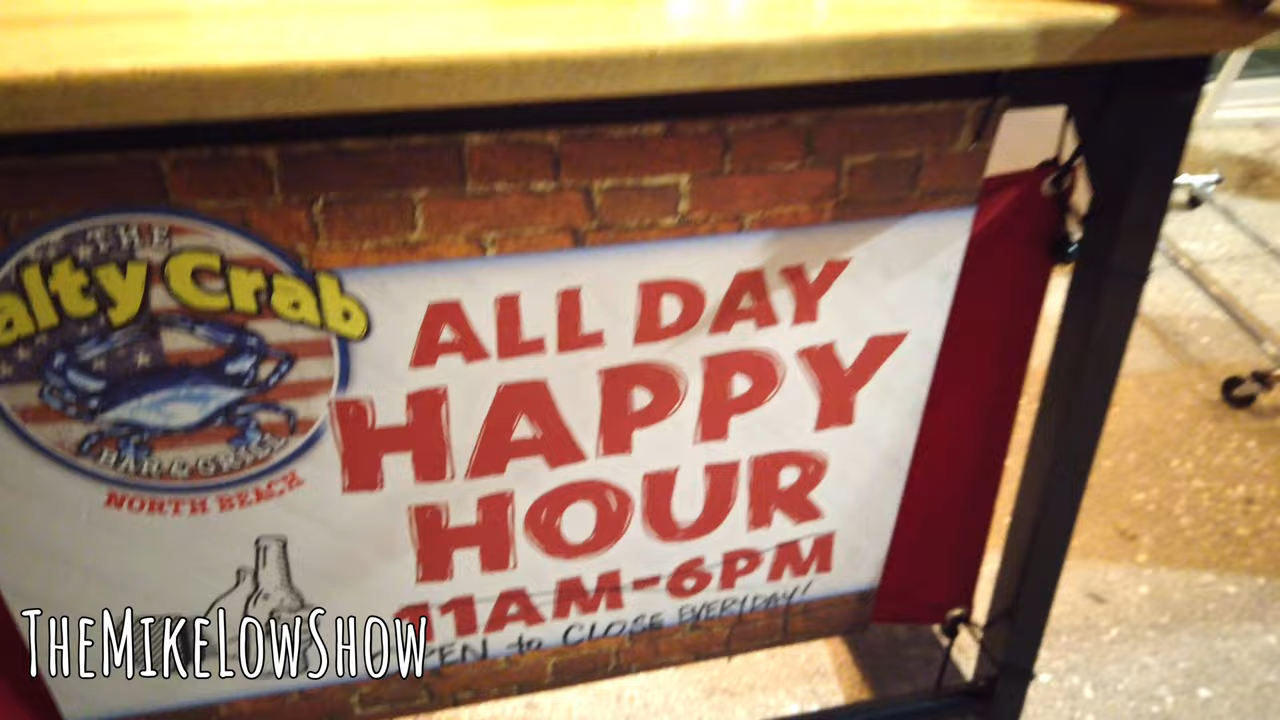 THE
alty Crab
BAR & GRILL
NORTH BEACH
ALL DAY
HAPPY
HOUR
11AM-6PM
EN to CLOSE EVERYDAY!
TheMikeLowShow